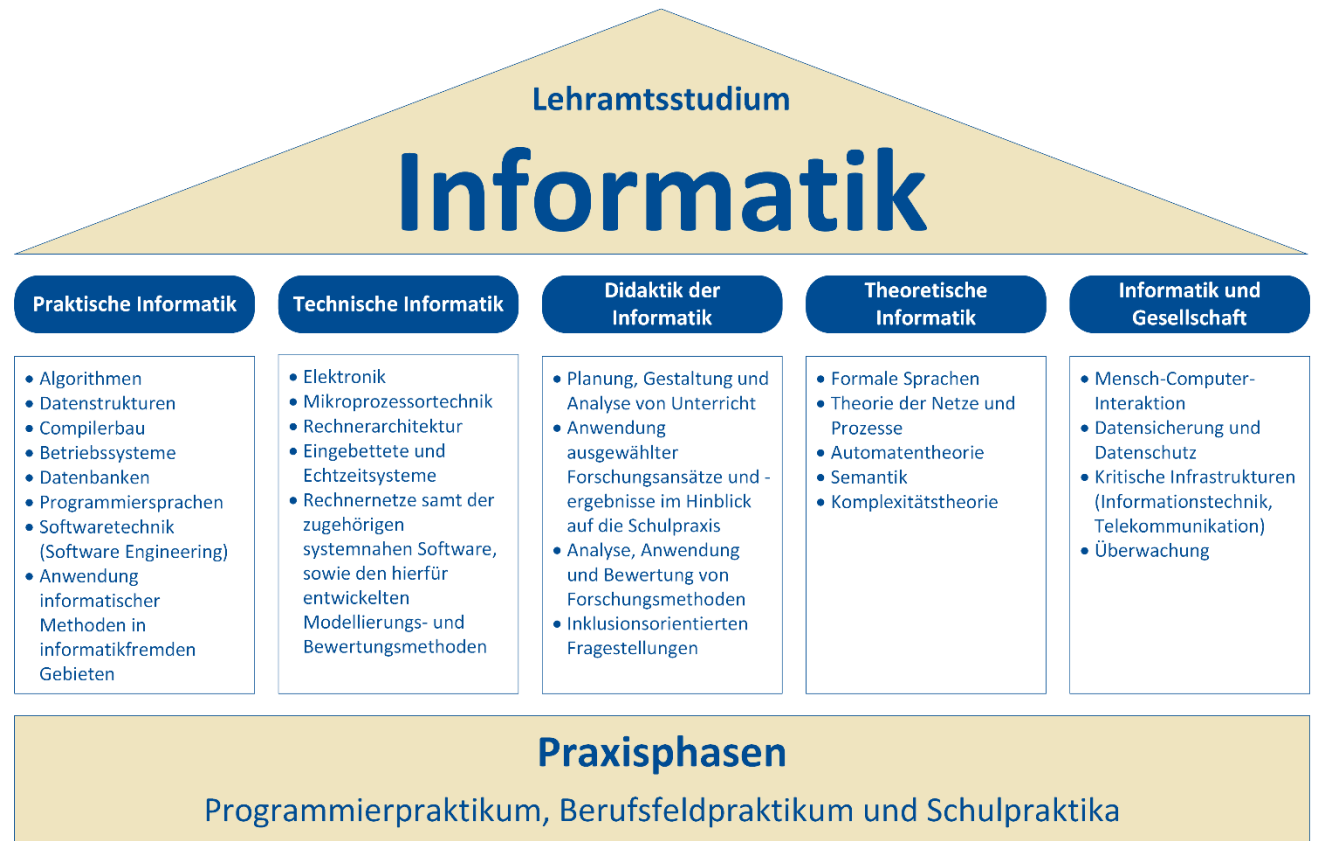 Lehramtsstudium
Informatik
Praktische Informatik
• Algorithmen
• Datenstrukturen
• Compilerbau
• Betriebssysteme
• Datenbanken
• Programmiersprachen
• Softwaretechnik
(Software Engineering)
• Anwendung
informatischer
Methoden in
informatikfremden
Gebieten
Technische Informatik
• Elektronik
• Mikroprozessortechnik
• Rechnerarchitektur
• Eingebettete und
Echtzeitsysteme
• Rechnernetze samt der
zugehörigen
systemnahen Software,
sowie den hierfür
entwickelten
Modellierungs- und
Bewertungsmethoden
Didaktik der
Informatik
• Planung, Gestaltung und
Analyse von Unterricht
• Anwendung
ausgewählter
Forschungsansätze und -
ergebnisse im Hinblick
auf die Schulpraxis
• Analyse, Anwendung
und Bewertung von
Forschungsmethoden
• Inklusionsorientierten
Fragestellungen
Theoretische
Informatik
• Formale Sprachen
• Theorie der Netze und
Prozesse
• Automatentheorie
• Semantik
• Komplexitätstheorie
Informatik und
Gesellschaft
• Mensch-Computer-
Interaktion
• Datensicherung und
Datenschutz
• Kritische Infrastrukturen
(Informationstechnik,
Telekommunikation)
• Überwachung
Praxisphasen
Programmierpraktikum, Berufsfeldpraktikum und Schulpraktika